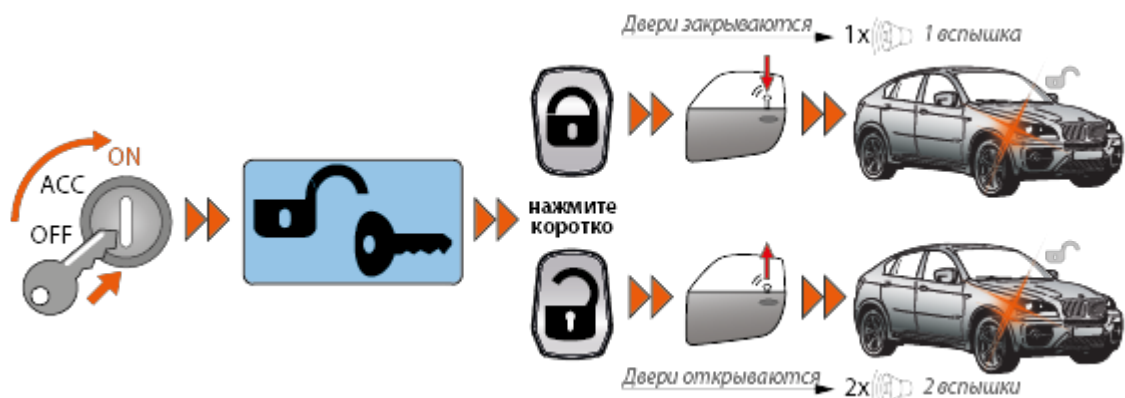 Двери закрываются 1x 1 вспышка
ON
ACC
OFF
нажмите
коротко
Двери открываются 2x 2 вспышки